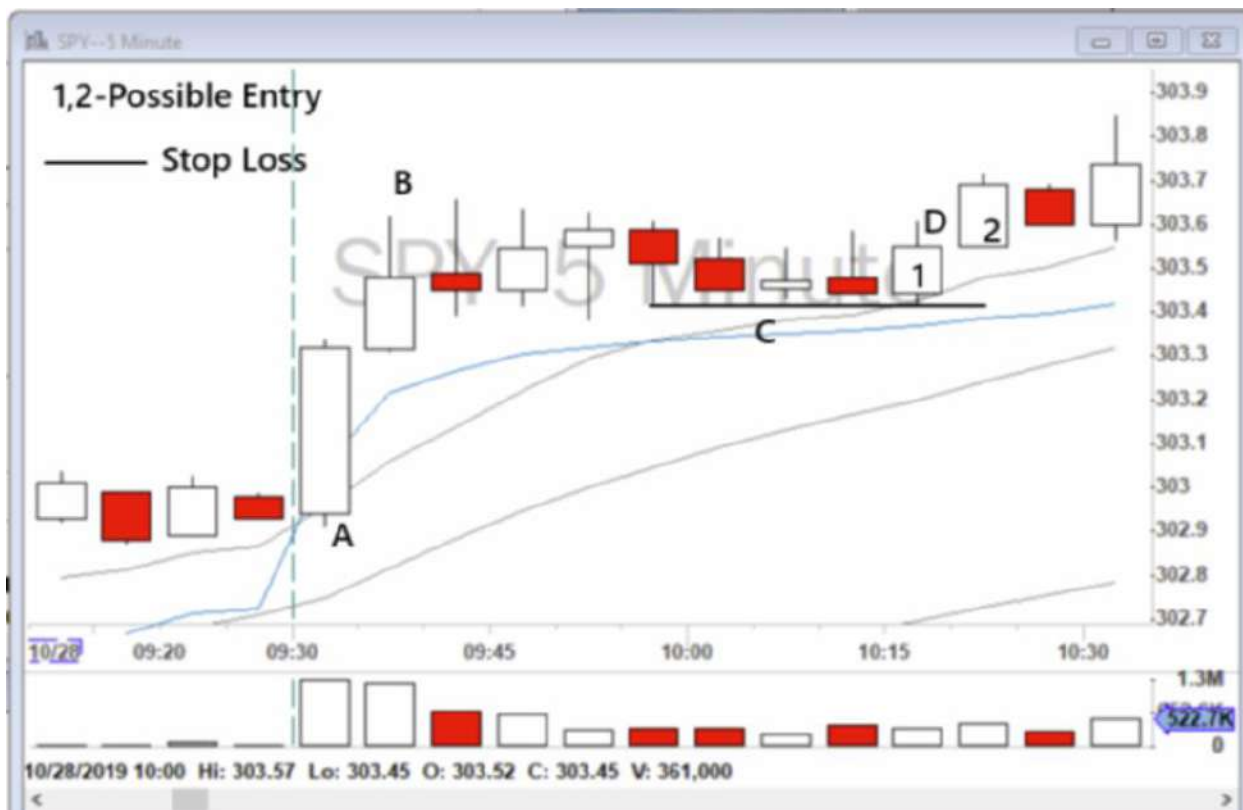 SPY--5 Minute
1,2-Possible Entry
Stop Loss
SPY 5 Minute
A
B
C
D
1
2
303.9
303.8
303.7
303.6
303.5
303.4
303.3
303.2
303.1
303
302.9
302.8
302.7
10/28 09:20 09:30 09:45 10:00 10:15 10:30
1.3M
522.7K
0
10/28/2019 10:00 Hi: 303.57 Lo: 303.45 O: 303.52 C: 303.45 V: 361,000